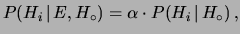 P(H_i | E, H_∘) = α · P(H_i | H_∘) ,